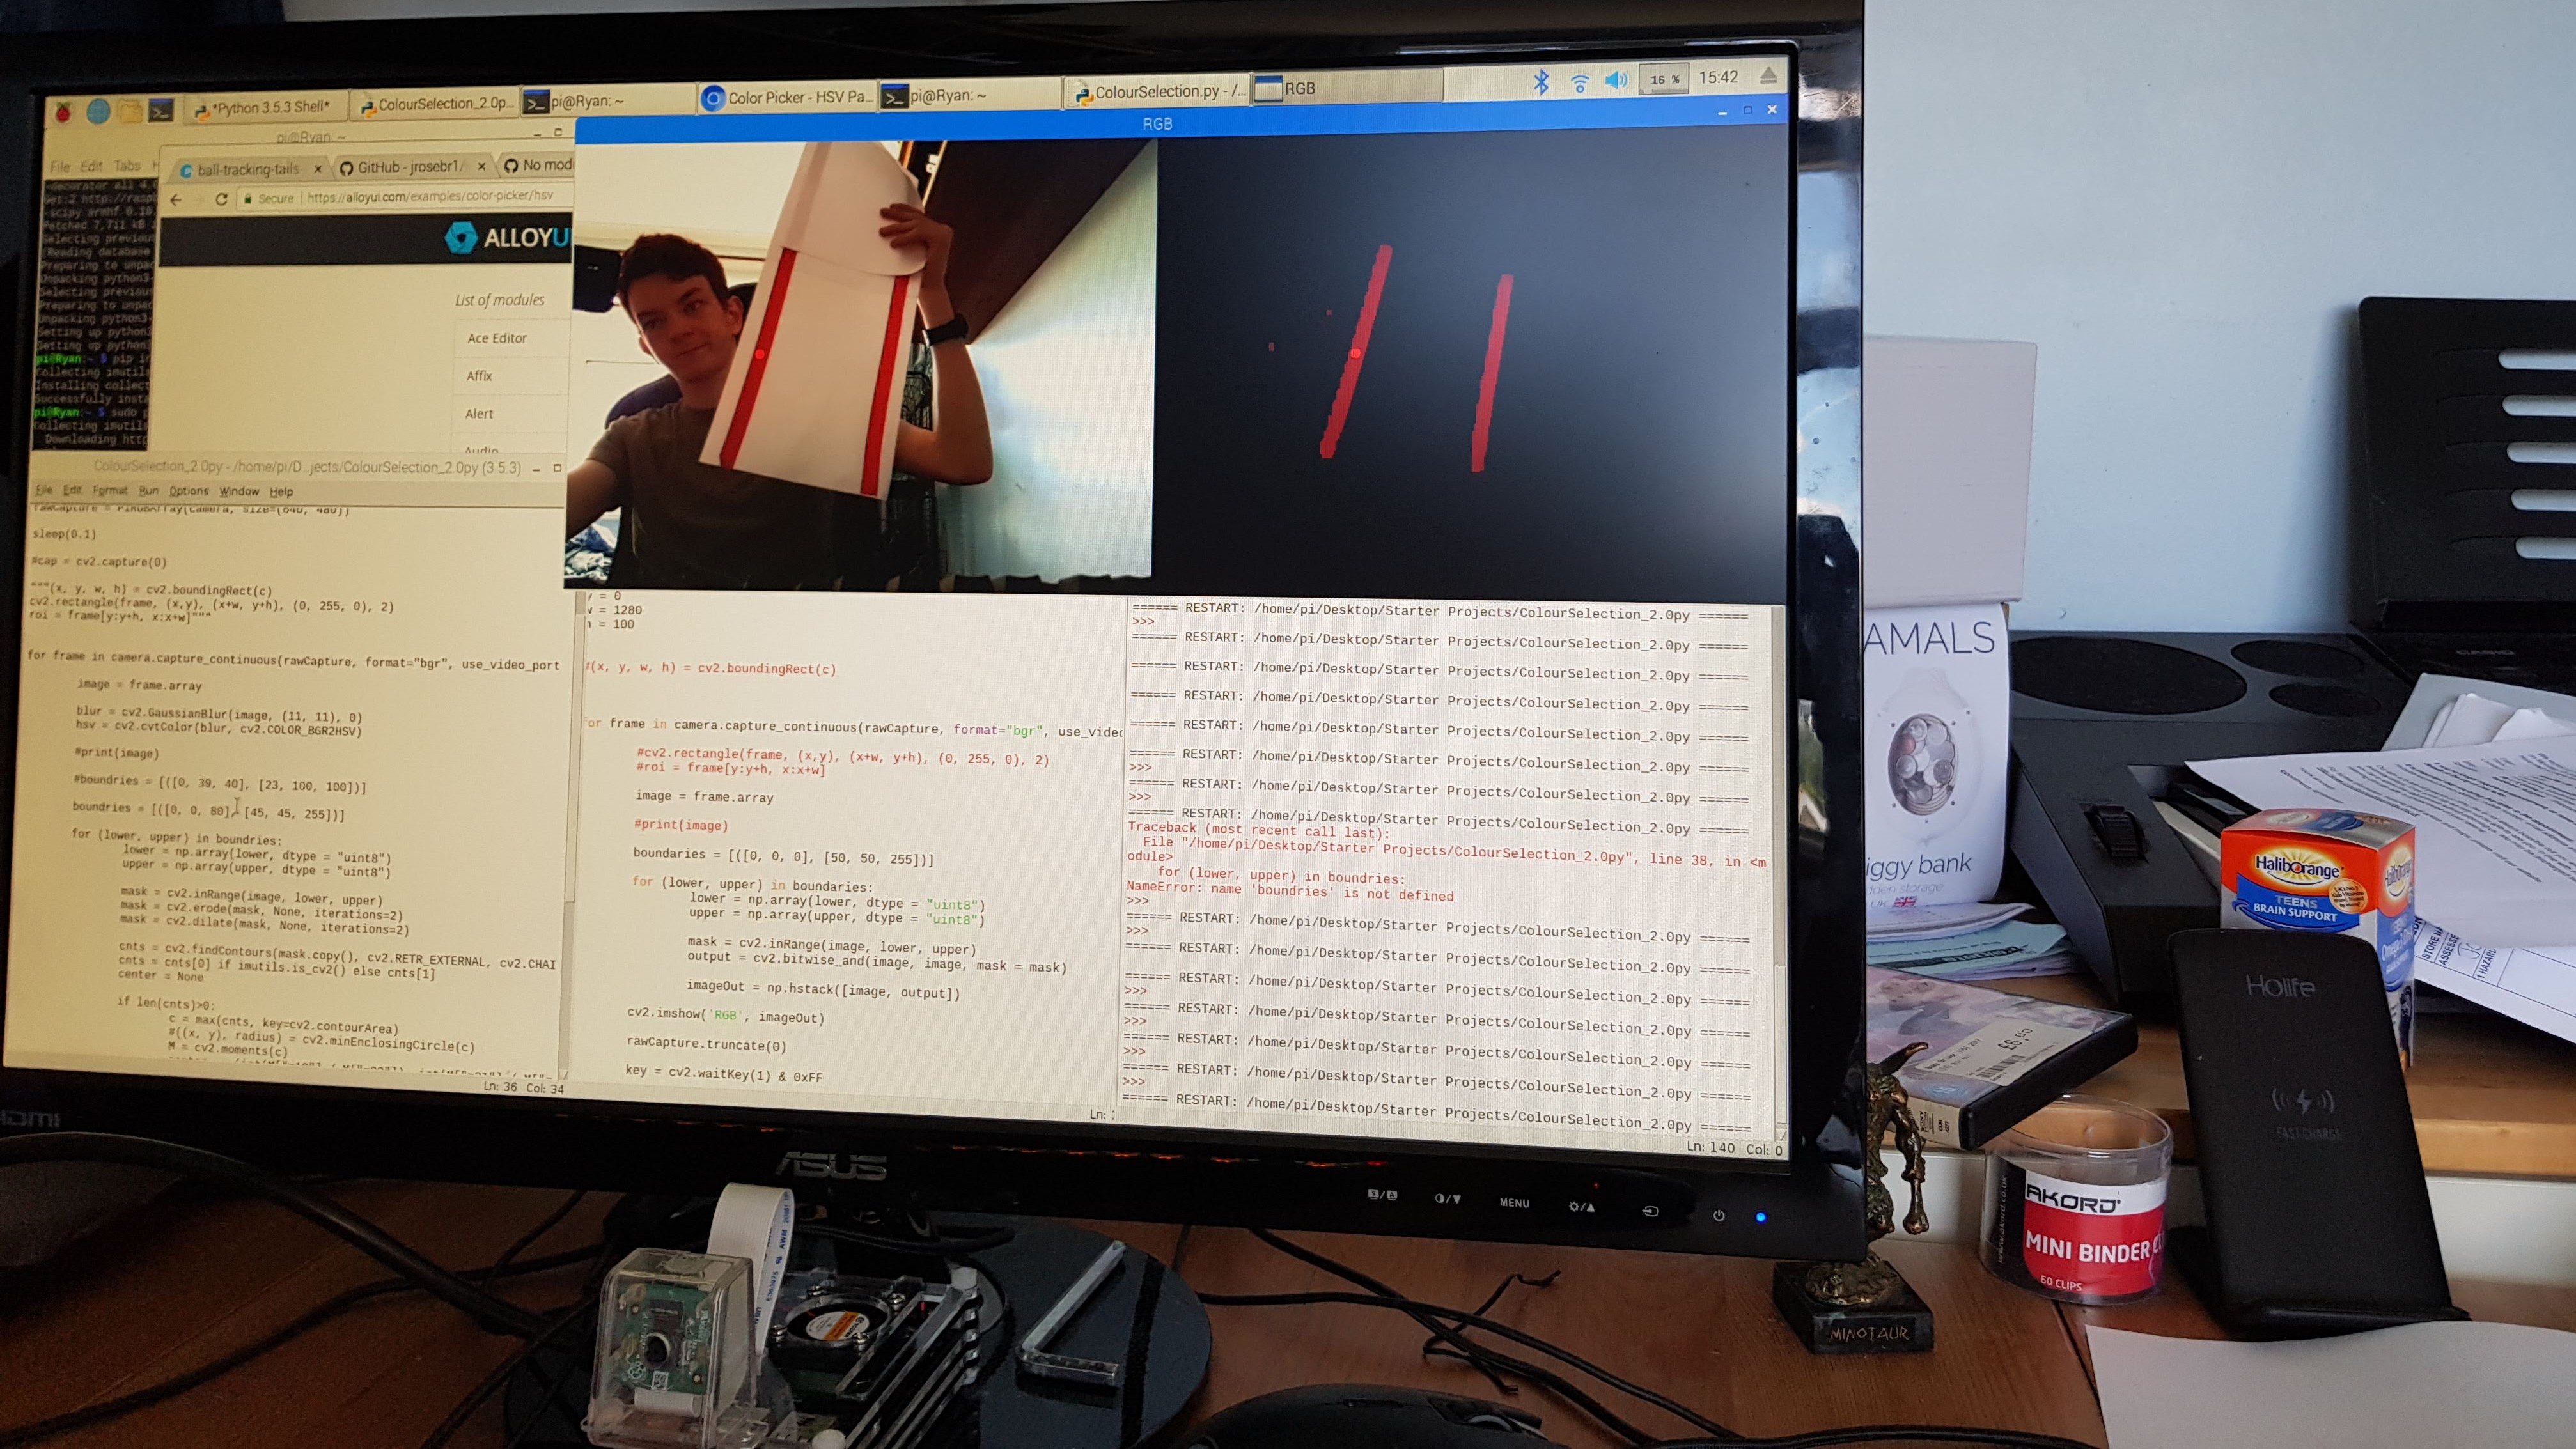 *Python 3.5.3 Shell*
ColourSelection_2.0p...
pi@Ryan: ~
Color Picker - HSV Pa...
pi@Ryan: ~
ColourSelection.py - /...
RGB
16 %
15:42
pi@Ryan: ~
RGB
File Edit Tabs
ball-tracking-tails
GitHub - jrosebr1/
No mod
Secure
https://alloyui.com/examples/color-picker/hsv
ALLOYU
List of modules
Ace Editor
Affix
Alert
Audio
Fetched 7,711 kB
Selecting previous
(Reading database
Preparing to unpac
Unpacking python3-
Selecting previous
Preparing to unpac
Unpacking python3-
Setting up python3
Setting up python3
pi@Ryan:~ $ pip in
Collecting imutils
Installing collect
Successfully insta
pi@Ryan:~ $ sudo p
Collecting imutils
Downloading http
ColourSelection_2.0py - /home/pi/D...jects/ColourSelection_2.0py (3.5.3)
File Edit Format Run Options Window Help
rawCapture = PiRGBArray(camera, size=(640, 480))
sleep(0.1)
#cap = cv2.capture(0)
"""(x, y, w, h) = cv2.boundingRect(c)
cv2.rectangle(frame, (x,y), (x+w, y+h), (0, 255, 0), 2)
roi = frame[y:y+h, x:x+w]"""
for frame in camera.capture_continuous(rawCapture, format="bgr", use_video_port
image = frame.array
blur = cv2.GaussianBlur(image, (11, 11), 0)
hsv = cv2.cvtColor(blur, cv2.COLOR_BGR2HSV)
#print(image)
#boundries = [([0, 39, 40], [23, 100, 100])]
boundries = [([0, 0, 80], [45, 45, 255])]
for (lower, upper) in boundries:
lower = np.array(lower, dtype = "uint8")
upper = np.array(upper, dtype = "uint8")
mask = cv2.inRange(image, lower, upper)
mask = cv2.erode(mask, None, iterations=2)
mask = cv2.dilate(mask, None, iterations=2)
cnts = cv2.findContours(mask.copy(), cv2.RETR_EXTERNAL, cv2.CHAI
cnts = cnts[0] if imutils.is_cv2() else cnts[1]
center = None
if len(cnts)>0:
c = max(cnts, key=cv2.contourArea)
#((x, y), radius) = cv2.minEnclosingCircle(c)
M = cv2.moments(c)
Ln: 36 Col: 34
= 0
= 1280
= 100
#(x, y, w, h) = cv2.boundingRect(c)
for frame in camera.capture_continuous(rawCapture, format="bgr", use_video
#cv2.rectangle(frame, (x,y), (x+w, y+h), (0, 255, 0), 2)
#roi = frame[y:y+h, x:x+w]
image = frame.array
#print(image)
boundaries = [([0, 0, 0], [50, 50, 255])]
for (lower, upper) in boundaries:
lower = np.array(lower, dtype = "uint8")
upper = np.array(upper, dtype = "uint8")
mask = cv2.inRange(image, lower, upper)
output = cv2.bitwise_and(image, image, mask = mask)
imageOut = np.hstack([image, output])
cv2.imshow('RGB', imageOut)
rawCapture.truncate(0)
key = cv2.waitKey(1) & 0xFF
Ln:
====== RESTART: /home/pi/Desktop/Starter Projects/ColourSelection_2.0py ======
>>>
====== RESTART: /home/pi/Desktop/Starter Projects/ColourSelection_2.0py ======
====== RESTART: /home/pi/Desktop/Starter Projects/ColourSelection_2.0py ======
====== RESTART: /home/pi/Desktop/Starter Projects/ColourSelection_2.0py ======
====== RESTART: /home/pi/Desktop/Starter Projects/ColourSelection_2.0py ======
====== RESTART: /home/pi/Desktop/Starter Projects/ColourSelection_2.0py ======
>>>
====== RESTART: /home/pi/Desktop/Starter Projects/ColourSelection_2.0py ======
>>>
====== RESTART: /home/pi/Desktop/Starter Projects/ColourSelection_2.0py ======
Traceback (most recent call last):
File "/home/pi/Desktop/Starter Projects/ColourSelection_2.0py", line 38, in <m
odule>
for (lower, upper) in boundries:
NameError: name 'boundries' is not defined
>>>
====== RESTART: /home/pi/Desktop/Starter Projects/ColourSelection_2.0py ======
>>>
====== RESTART: /home/pi/Desktop/Starter Projects/ColourSelection_2.0py ======
====== RESTART: /home/pi/Desktop/Starter Projects/ColourSelection_2.0py ======
>>>
====== RESTART: /home/pi/Desktop/Starter Projects/ColourSelection_2.0py ======
>>>
====== RESTART: /home/pi/Desktop/Starter Projects/ColourSelection_2.0py ======
>>>
====== RESTART: /home/pi/Desktop/Starter Projects/ColourSelection_2.0py ======
>>>
====== RESTART: /home/pi/Desktop/Starter Projects/ColourSelection_2.0py ======
Ln: 140 Col: 0
HDMI
ASUS
MENU
AMALS
iggy bank
dden storage
UK
CASIO
Haliborange
TEENS
BRAIN SUPPORT
STORE N
ASSESSE
HAZARD
£6.00
Holife
FAST CHARGE
AKORD
MINI BINDER CL
60 CLIPS
MINOTAUR